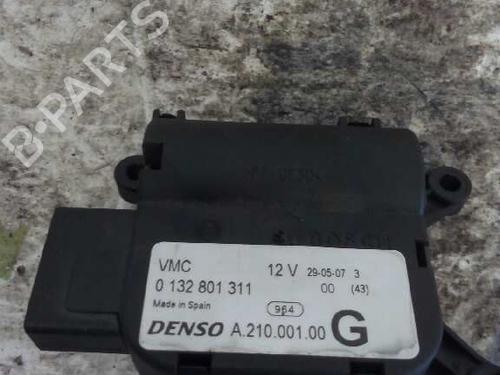 B-PARTS
VMC 12 V 29-05-07 3
0 132 801 311 00 (43)
Made in Spain 964
DENSO A.210.001.00 G